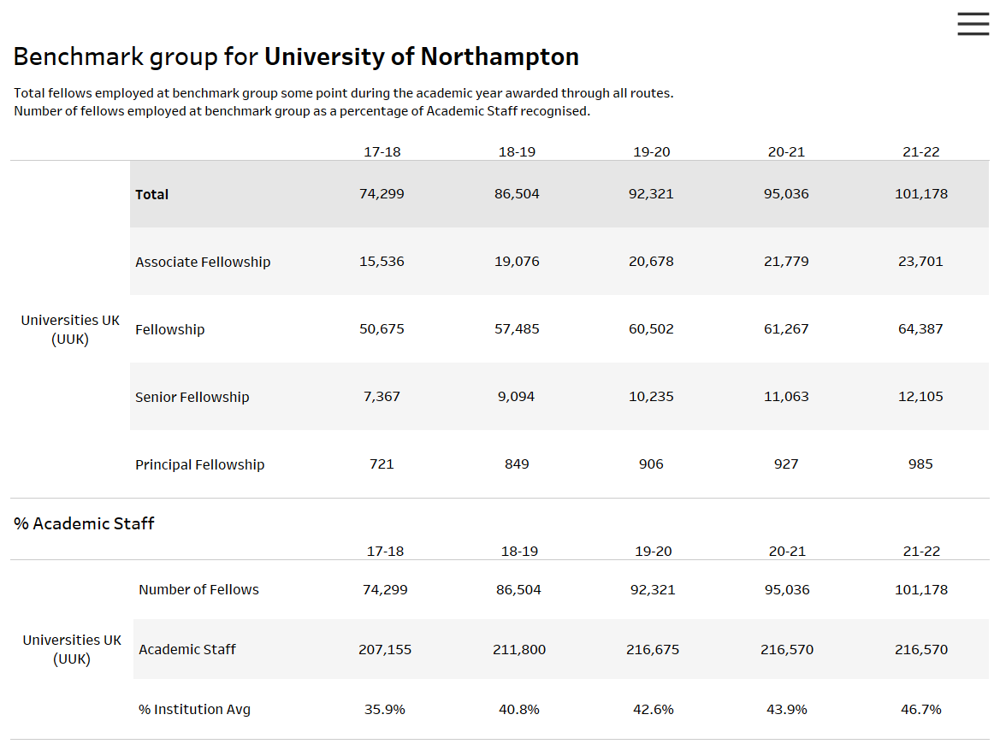 Benchmark group for University of Northampton
Total fellows employed at benchmark group some point during the academic year awarded through all routes.
Number of fellows employed at benchmark group as a percentage of Academic Staff recognised.
17-18 18-19 19-20 20-21 21-22
Total 74,299 86,504 92,321 95,036 101,178
Associate Fellowship 15,536 19,076 20,678 21,779 23,701
Universities UK
(UUK)
Fellowship 50,675 57,485 60,502 61,267 64,387
Senior Fellowship 7,367 9,094 10,235 11,063 12,105
Principal Fellowship 721 849 906 927 985
% Academic Staff
17-18 18-19 19-20 20-21 21-22
Number of Fellows 74,299 86,504 92,321 95,036 101,178
Universities UK
(UUK)
Academic Staff 207,155 211,800 216,675 216,570 216,570
% Institution Avg 35.9% 40.8% 42.6% 43.9% 46.7%